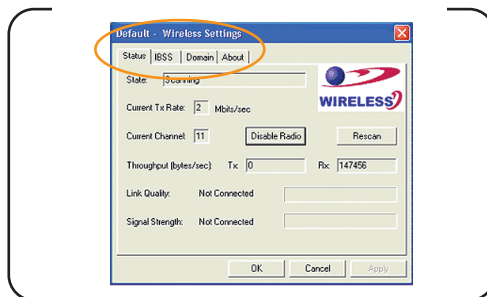 Default - Wireless Settings
Status IBSS Domain About
State: Scanning
WIRELESS
Current Tx Rate: 2 Mbits/sec
Current Channel: 11 Disable Radio Rescan
Throughput (bytes/sec): Tx: 0 Rx: 147456
Link Quality: Not Connected
Signal Strength: Not Connected
OK Cancel Apply